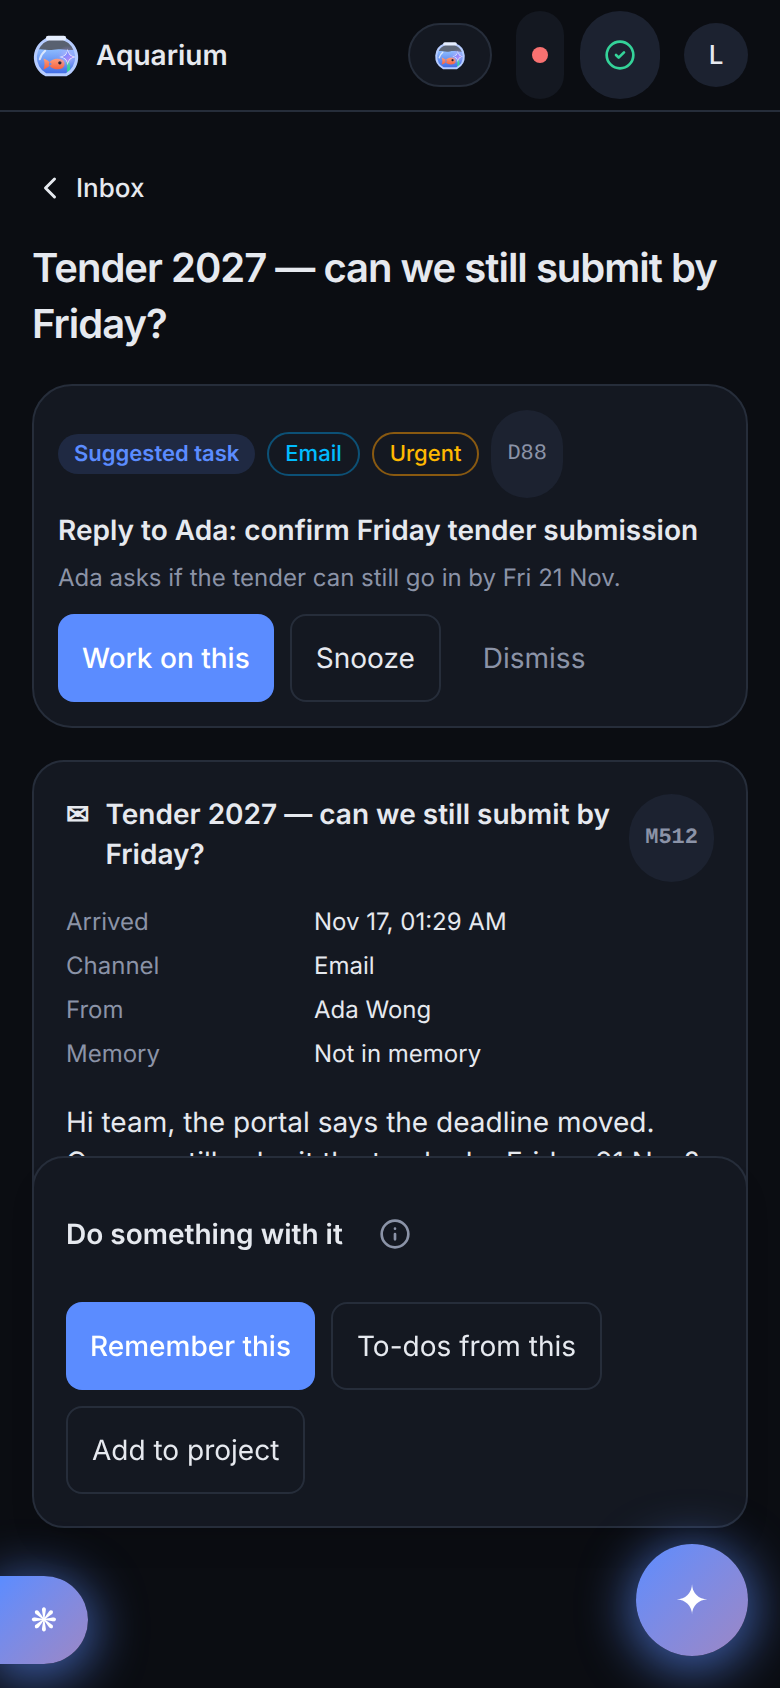 Aquarium
L
Inbox
Tender 2027 — can we still submit by
Friday?
Suggested task
Email
Urgent
D88
Reply to Ada: confirm Friday tender submission
Ada asks if the tender can still go in by Fri 21 Nov.
Work on this
Snooze
Dismiss
Tender 2027 — can we still submit by
Friday?
M512
Arrived Nov 17, 01:29 AM
Channel Email
From Ada Wong
Memory Not in memory
Hi team, the portal says the deadline moved.
Do something with it
Remember this
To-dos from this
Add to project